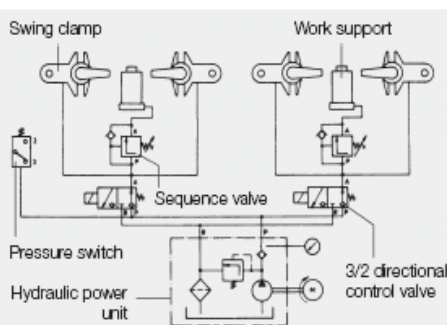 Swing clamp
Work support
Sequence valve
Pressure switch
3/2 directional
control valve
Hydraulic power
unit